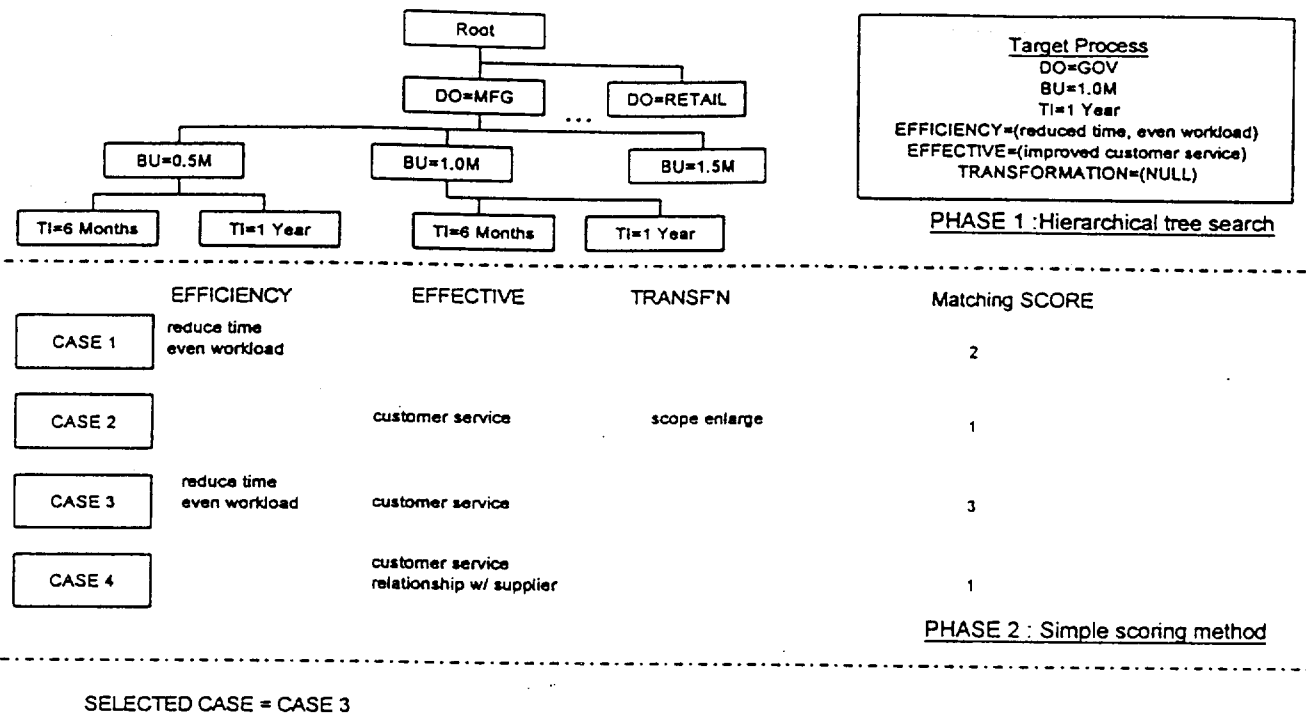 Root
DO=MFG
...
DO=RETAIL
BU=0.5M
BU=1.0M
BU=1.5M
TI=6 Months
TI=1 Year
TI=6 Months
TI=1 Year
Target Process
DO=GOV
BU=1.0M
TI=1 Year
EFFICIENCY=(reduced time, even workload)
EFFECTIVE=(improved customer service)
TRANSFORMATION=(NULL)
PHASE 1 :Hierarchical tree search
EFFICIENCY EFFECTIVE TRANSF'N Matching SCORE
CASE 1
reduce time
even workload
2
CASE 2
customer service
scope enlarge
1
CASE 3
reduce time
even workload
customer service
3
CASE 4
customer service
relationship w/ supplier
1
PHASE 2 : Simple scoring method
SELECTED CASE = CASE 3